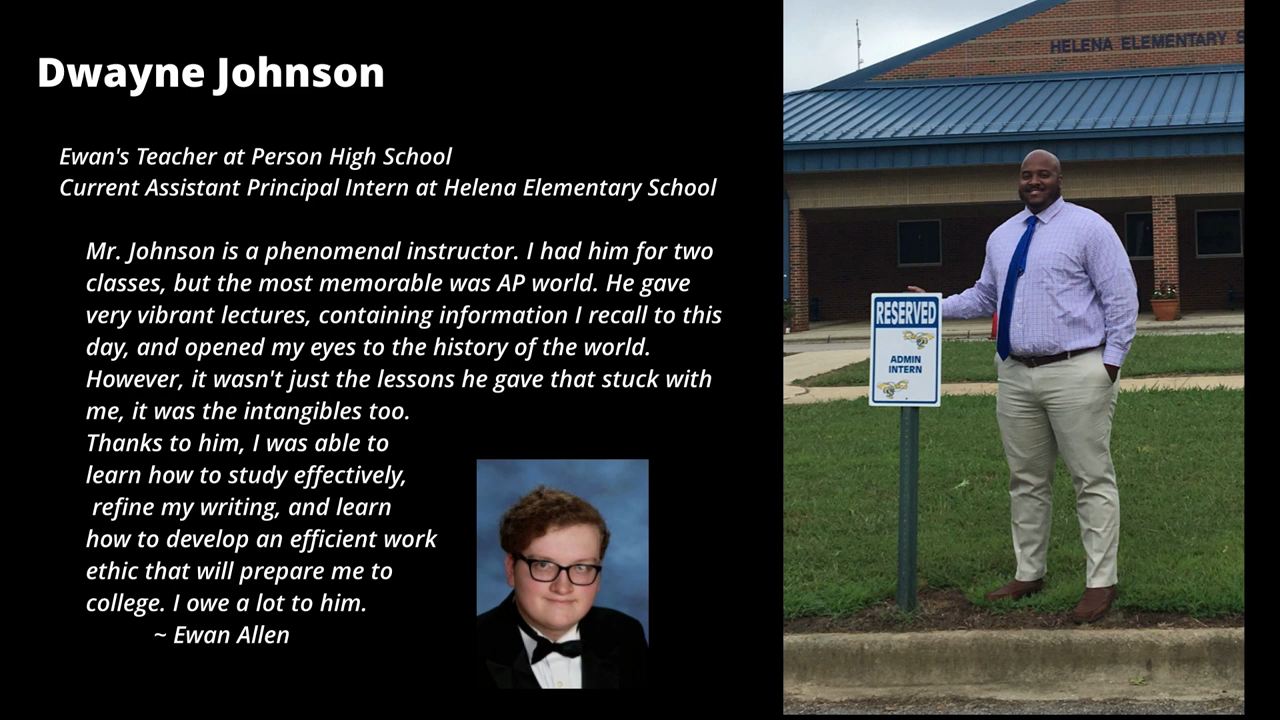 Dwayne Johnson
Ewan's Teacher at Person High School
Current Assistant Principal Intern at Helena Elementary School
Mr. Johnson is a phenomenal instructor. I had him for two
classes, but the most memorable was AP world. He gave
very vibrant lectures, containing information I recall to this
day, and opened my eyes to the history of the world.
However, it wasn't just the lessons he gave that stuck with
me, it was the intangibles too.
Thanks to him, I was able to
learn how to study effectively,
refine my writing, and learn
how to develop an efficient work
ethic that will prepare me to
college. I owe a lot to him.
~ Ewan Allen
HELENA ELEMENTARY S
RESERVED
ADMIN
INTERN